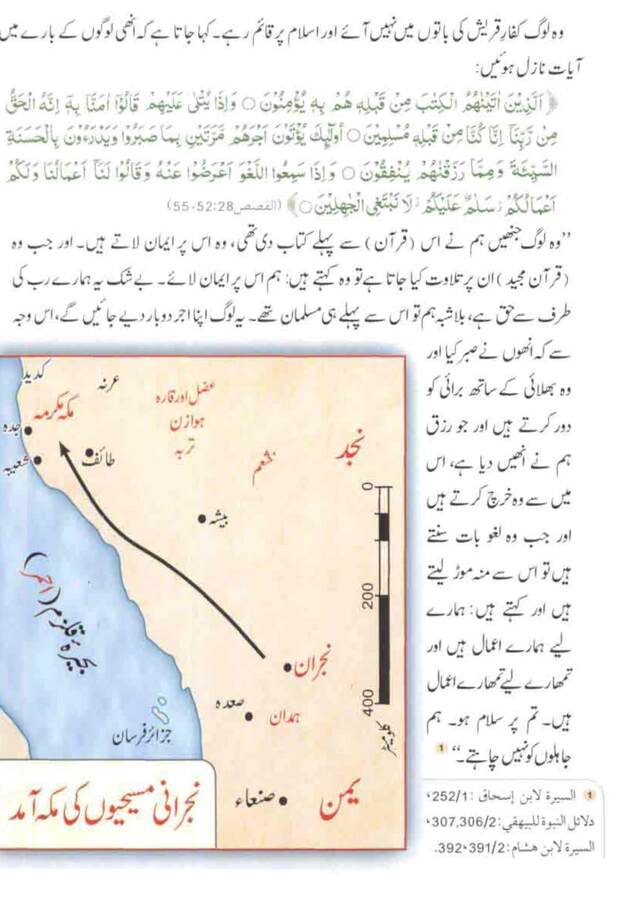 وہ لوگ کفارِ قریش کی باتوں میں نہیں آئے اور اسلام پر قائم رہے۔ کہا جاتا ہے کہ انھی لوگوں کے بارے میں
آیات نازل ہوئیں:
﴿ اَلَّذِیْنَ اٰتَیْنٰهُمُ الْكِتٰبَ مِنْ قَبْلِهٖ هُمْ بِهٖ یُؤْمِنُوْنَ ○ وَاِذَا یُتْلٰى عَلَیْهِمْ قَالُوْٓا اٰمَنَّا بِهٖٓ اِنَّهُ الْحَقُّ
مِنْ رَّبِّنَآ اِنَّا كُنَّا مِنْ قَبْلِهٖ مُسْلِمِیْنَ ○ اُولٰٓئِكَ یُؤْتَوْنَ اَجْرَهُمْ مَّرَّتَیْنِ بِمَا صَبَرُوْا وَیَدْرَءُوْنَ بِالْحَسَنَةِ
السَّیِّئَةَ وَمِمَّا رَزَقْنٰهُمْ یُنْفِقُوْنَ ○ وَاِذَا سَمِعُوا اللَّغْوَ اَعْرَضُوْا عَنْهُ وَقَالُوْا لَنَآ اَعْمَالُنَا وَلَكُمْ
اَعْمَالُكُمْ ، سَلٰمٌ عَلَیْكُمْ ، لَا نَبْتَغِی الْجٰهِلِیْنَ ○﴾ (القصص 28:52-55)
”وہ لوگ جنھیں ہم نے اس (قرآن) سے پہلے کتاب دی تھی، وہ اس پر ایمان لاتے ہیں۔ اور جب وہ
(قرآن مجید) ان پر تلاوت کیا جاتا ہے تو وہ کہتے ہیں: ہم اس پر ایمان لائے۔ بے شک یہ ہمارے رب کی
طرف سے حق ہے، بلاشبہ ہم تو اس سے پہلے ہی مسلمان تھے۔ یہ لوگ اپنا اجر دوبار دیے جائیں گے، اس وجہ
سے کہ انھوں نے صبر کیا اور
وہ بھلائی کے ساتھ برائی کو
دور کرتے ہیں اور جو رزق
ہم نے انھیں دیا ہے، اس
میں سے وہ خرچ کرتے ہیں
اور جب وہ لغو بات سنتے
ہیں تو اس سے منہ موڑ لیتے
ہیں اور کہتے ہیں: ہمارے
لیے ہمارے اعمال ہیں اور
تمھارے لیے تمھارے اعمال
ہیں۔ تم پر سلام ہو۔ ہم
جاہلوں کو نہیں چاہتے۔“ 1
1 السیرة لابن إسحاق: 252/1،
دلائل النبوة للبیهقي: 307,306/2،
السیرة لابن هشام: 392،391/2.
کدید
عرنہ
عضل اور قارہ
ہوازن
تربہ
مکہ مکرمہ
جدہ
شعیبہ
طائف
خثعم
نجد
بیشہ
0
200
400
کلومیٹر
بحیرۂ قلزم (احمر)
نجران
صعدہ
ہمدان
جزائر فرسان
صنعاء
یمن
نجرانی مسیحیوں کی مکہ آمد